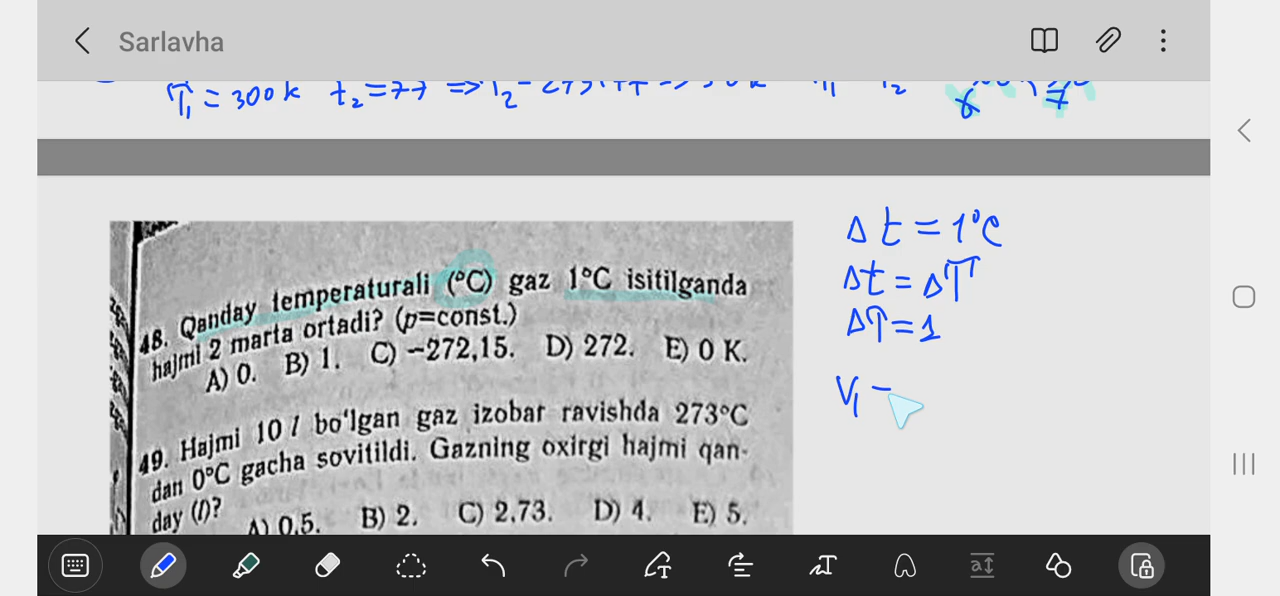 Sarlavha
T₁ = 300k t₂ = 77 =>
48. Qanday temperaturali (°C) gaz 1°C isitilganda
hajmi 2 marta ortadi? (p=const.)
A) 0. B) 1. C) −272,15. D) 272. E) 0 K.
49. Hajmi 10 l bo'lgan gaz izobar ravishda 273°C
dan 0°C gacha sovitildi. Gazning oxirgi hajmi qan-
day (l)?
A) 0,5. B) 2. C) 2,73. D) 4. E) 5.
Δt = 1°C
Δt = ΔT
ΔT = 1
V₁ =